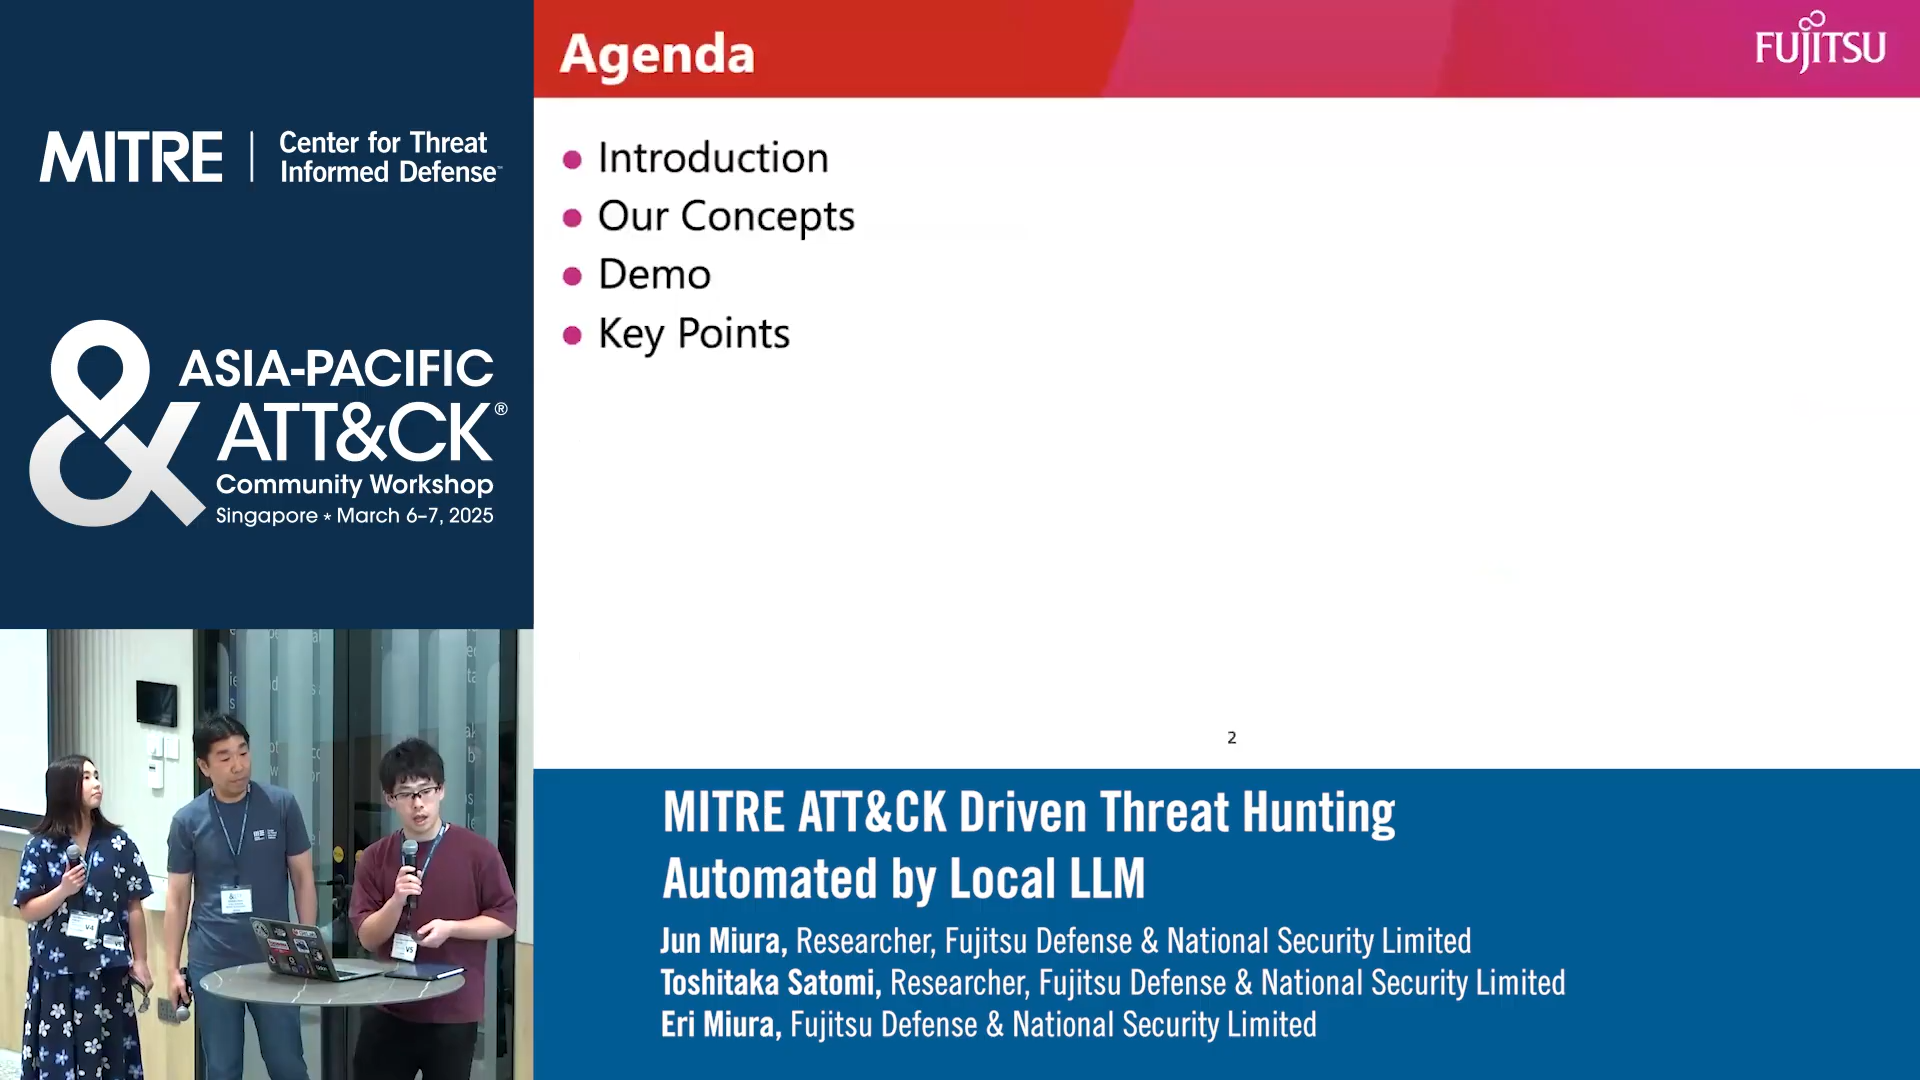 MITRE
Center for Threat
Informed Defense™
ASIA-PACIFIC
ATT&CK®
Community Workshop
Singapore ★ March 6–7, 2025
Agenda
FUJITSU
Introduction
Our Concepts
Demo
Key Points
2
MITRE ATT&CK Driven Threat Hunting
Automated by Local LLM
Jun Miura, Researcher, Fujitsu Defense & National Security Limited
Toshitaka Satomi, Researcher, Fujitsu Defense & National Security Limited
Eri Miura, Fujitsu Defense & National Security Limited